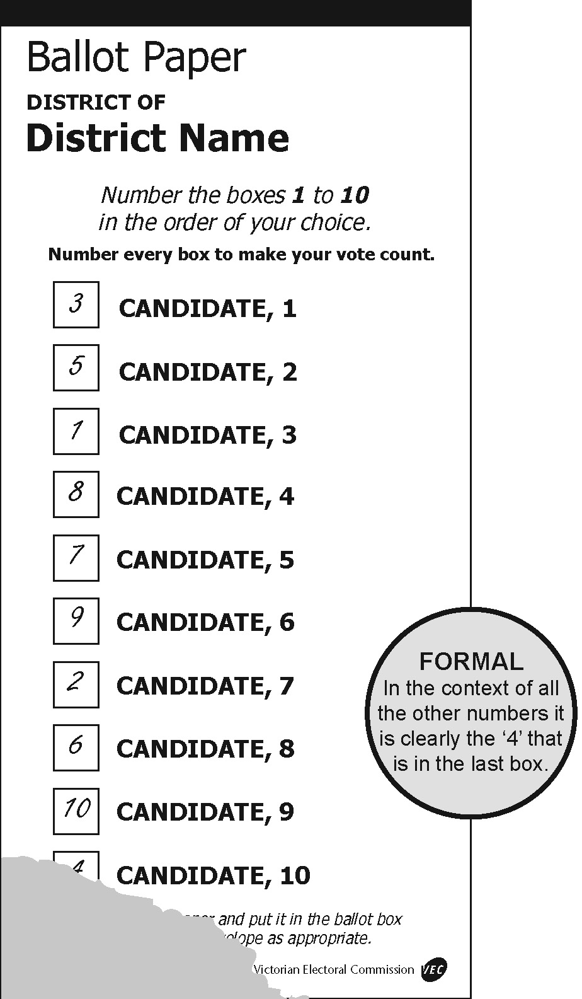 Ballot Paper
DISTRICT OF
District Name
Number the boxes 1 to 10
in the order of your choice.
Number every box to make your vote count.
3 CANDIDATE, 1
5 CANDIDATE, 2
1 CANDIDATE, 3
8 CANDIDATE, 4
7 CANDIDATE, 5
9 CANDIDATE, 6
2 CANDIDATE, 7
6 CANDIDATE, 8
10 CANDIDATE, 9
4 CANDIDATE, 10
FORMAL
In the context of all
the other numbers it
is clearly the ‘4’ that
is in the last box.
and put it in the ballot box
as appropriate.
Victorian Electoral Commission VEC